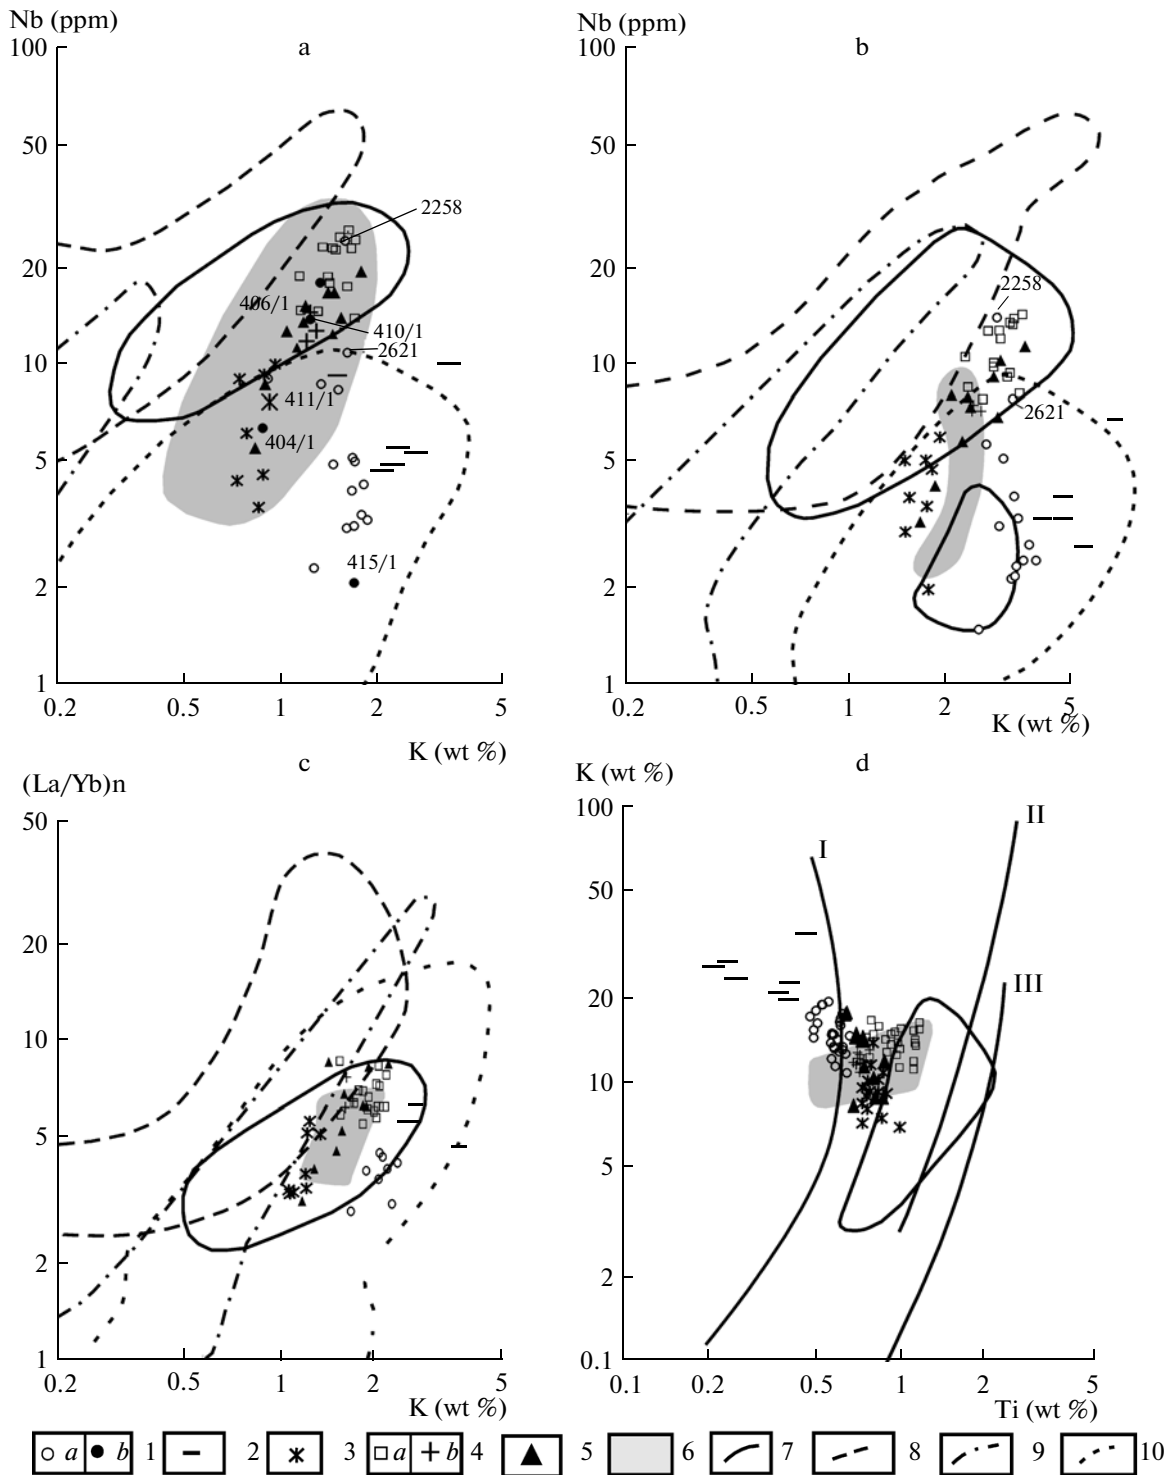 Nb (ppm)
a
100
50
20
10
5
2
1
2258
406/1
410/1
2621
411/1
404/1
415/1
0.2 0.5 1 2 5
K (wt %)
Nb (ppm)
b
100
50
20
10
5
2
1
2258
2621
0.2 0.5 1 2 5
K (wt %)
(La/Yb)n
c
50
20
10
5
2
1
0.2 0.5 1 2 5
K (wt %)
K (wt %)
d
100
50
20
10
5
2
0.1
I
II
III
0.1 0.2 0.5 1 2 5
Ti (wt %)
a b 1 2 3 a b 4 5 6 7 8 9 10